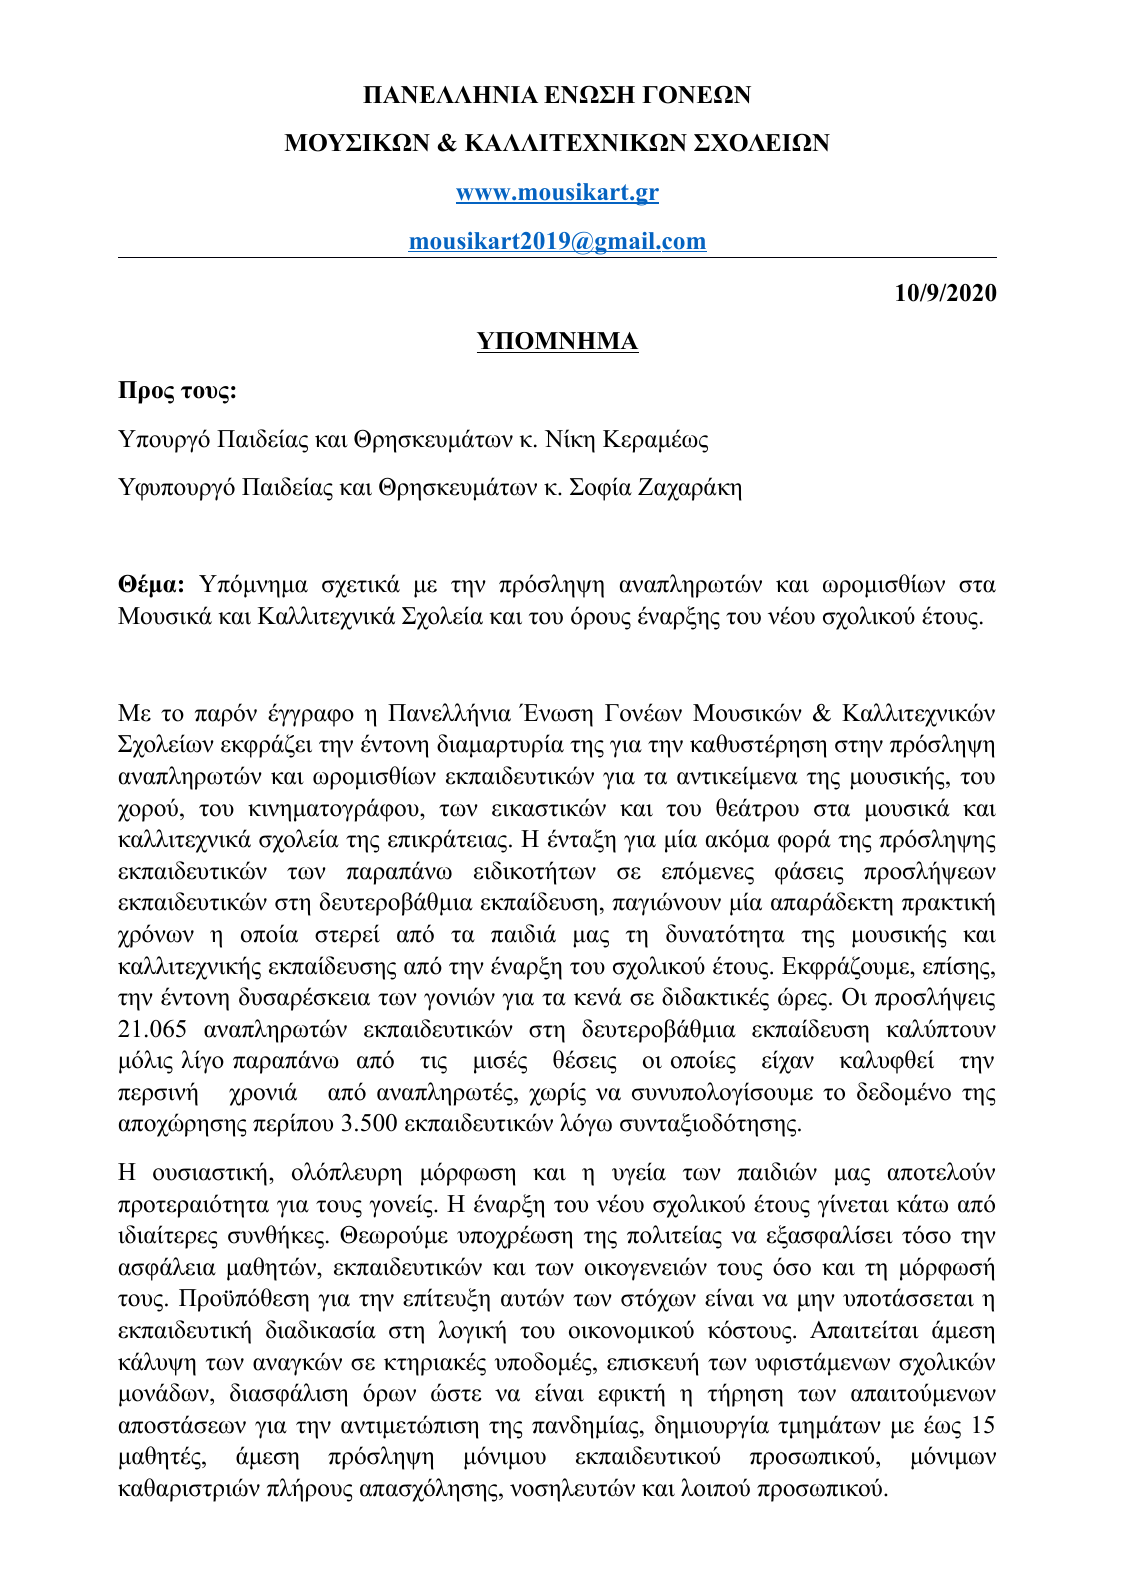 ΠΑΝΕΛΛΗΝΙΑ ΕΝΩΣΗ ΓΟΝΕΩΝ
ΜΟΥΣΙΚΩΝ & ΚΑΛΛΙΤΕΧΝΙΚΩΝ ΣΧΟΛΕΙΩΝ
www.mousikart.gr
mousikart2019@gmail.com
10/9/2020
ΥΠΟΜΝΗΜΑ
Προς τους:
Υπουργό Παιδείας και Θρησκευμάτων κ. Νίκη Κεραμέως
Υφυπουργό Παιδείας και Θρησκευμάτων κ. Σοφία Ζαχαράκη
Θέμα: Υπόμνημα σχετικά με την πρόσληψη αναπληρωτών και ωρομισθίων στα
Μουσικά και Καλλιτεχνικά Σχολεία και του όρους έναρξης του νέου σχολικού έτους.
Με το παρόν έγγραφο η Πανελλήνια Ένωση Γονέων Μουσικών & Καλλιτεχνικών
Σχολείων εκφράζει την έντονη διαμαρτυρία της για την καθυστέρηση στην πρόσληψη
αναπληρωτών και ωρομισθίων εκπαιδευτικών για τα αντικείμενα της μουσικής, του
χορού, του κινηματογράφου, των εικαστικών και του θεάτρου στα μουσικά και
καλλιτεχνικά σχολεία της επικράτειας. Η ένταξη για μία ακόμα φορά της πρόσληψης
εκπαιδευτικών των παραπάνω ειδικοτήτων σε επόμενες φάσεις προσλήψεων
εκπαιδευτικών στη δευτεροβάθμια εκπαίδευση, παγιώνουν μία απαράδεκτη πρακτική
χρόνων η οποία στερεί από τα παιδιά μας τη δυνατότητα της μουσικής και
καλλιτεχνικής εκπαίδευσης από την έναρξη του σχολικού έτους. Εκφράζουμε, επίσης,
την έντονη δυσαρέσκεια των γονιών για τα κενά σε διδακτικές ώρες. Οι προσλήψεις
21.065 αναπληρωτών εκπαιδευτικών στη δευτεροβάθμια εκπαίδευση καλύπτουν
μόλις λίγο παραπάνω από τις μισές θέσεις οι οποίες είχαν καλυφθεί την
περσινή χρονιά από αναπληρωτές, χωρίς να συνυπολογίσουμε το δεδομένο της
αποχώρησης περίπου 3.500 εκπαιδευτικών λόγω συνταξιοδότησης.
Η ουσιαστική, ολόπλευρη μόρφωση και η υγεία των παιδιών μας αποτελούν
προτεραιότητα για τους γονείς. Η έναρξη του νέου σχολικού έτους γίνεται κάτω από
ιδιαίτερες συνθήκες. Θεωρούμε υποχρέωση της πολιτείας να εξασφαλίσει τόσο την
ασφάλεια μαθητών, εκπαιδευτικών και των οικογενειών τους όσο και τη μόρφωσή
τους. Προϋπόθεση για την επίτευξη αυτών των στόχων είναι να μην υποτάσσεται η
εκπαιδευτική διαδικασία στη λογική του οικονομικού κόστους. Απαιτείται άμεση
κάλυψη των αναγκών σε κτηριακές υποδομές, επισκευή των υφιστάμενων σχολικών
μονάδων, διασφάλιση όρων ώστε να είναι εφικτή η τήρηση των απαιτούμενων
αποστάσεων για την αντιμετώπιση της πανδημίας, δημιουργία τμημάτων με έως 15
μαθητές, άμεση πρόσληψη μόνιμου εκπαιδευτικού προσωπικού, μόνιμων
καθαριστριών πλήρους απασχόλησης, νοσηλευτών και λοιπού προσωπικού.